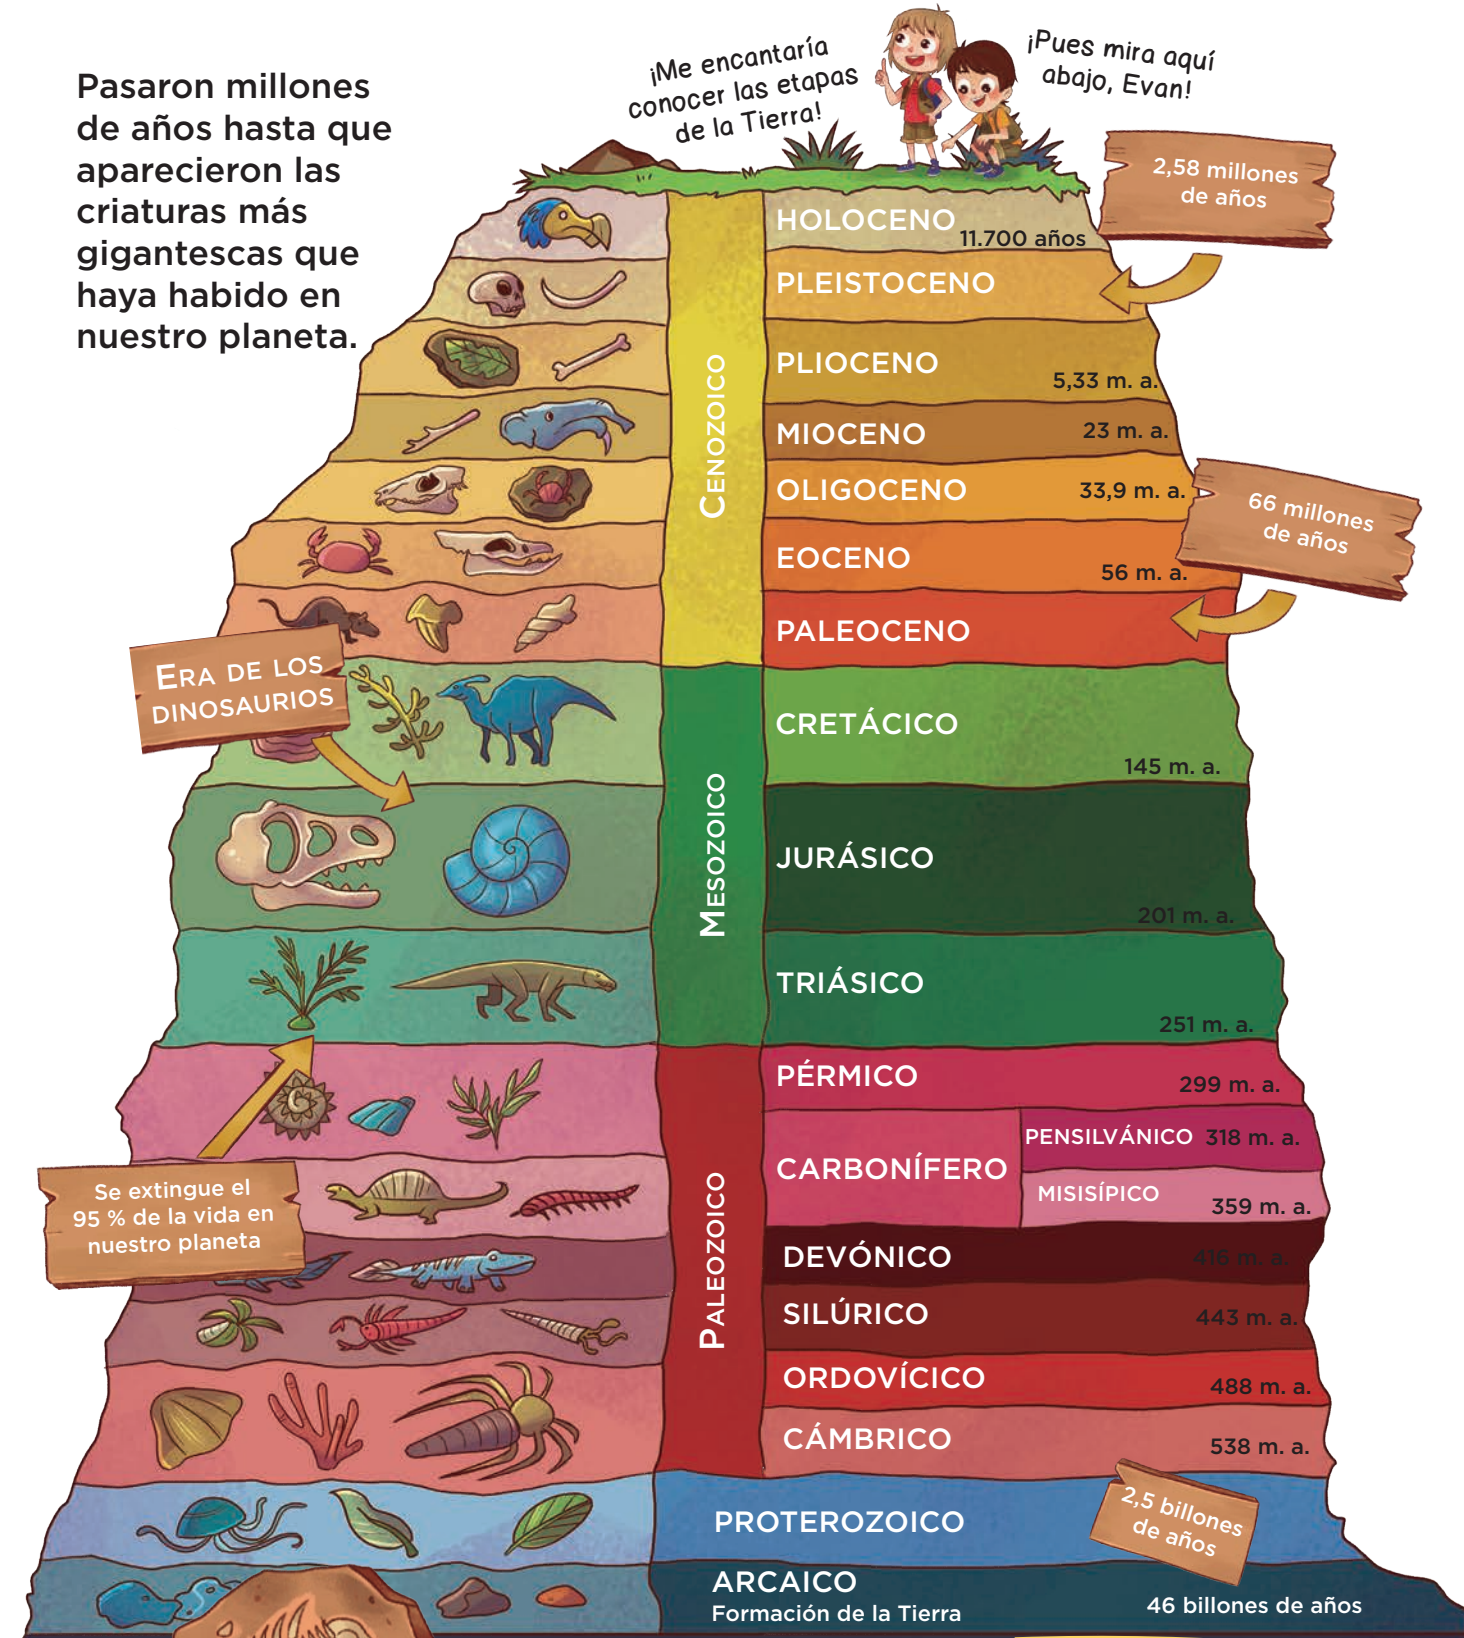 Pasaron millones
de años hasta que
aparecieron las
criaturas más
gigantescas que
haya habido en
nuestro planeta.
¡Me encantaría
conocer las etapas
de la Tierra!
¡Pues mira aquí
abajo, Evan!
2,58 millones
de años
HOLOCENO
11.700 años
PLEISTOCENO
PLIOCENO
5,33 m. a.
CENOZOICO
MIOCENO
23 m. a.
OLIGOCENO
33,9 m. a.
66 millones
de años
EOCENO
56 m. a.
PALEOCENO
ERA DE LOS
DINOSAURIOS
CRETÁCICO
145 m. a.
MESOZOICO
JURÁSICO
201 m. a.
TRIÁSICO
251 m. a.
PÉRMICO
299 m. a.
PENSILVÁNICO 318 m. a.
CARBONÍFERO
MISISÍPICO
359 m. a.
Se extingue el
95 % de la vida en
nuestro planeta
PALEOZOICO
DEVÓNICO
416 m. a.
SILÚRICO
443 m. a.
ORDOVÍCICO
488 m. a.
CÁMBRICO
538 m. a.
2,5 billones
de años
PROTEROZOICO
ARCAICO
Formación de la Tierra
46 billones de años